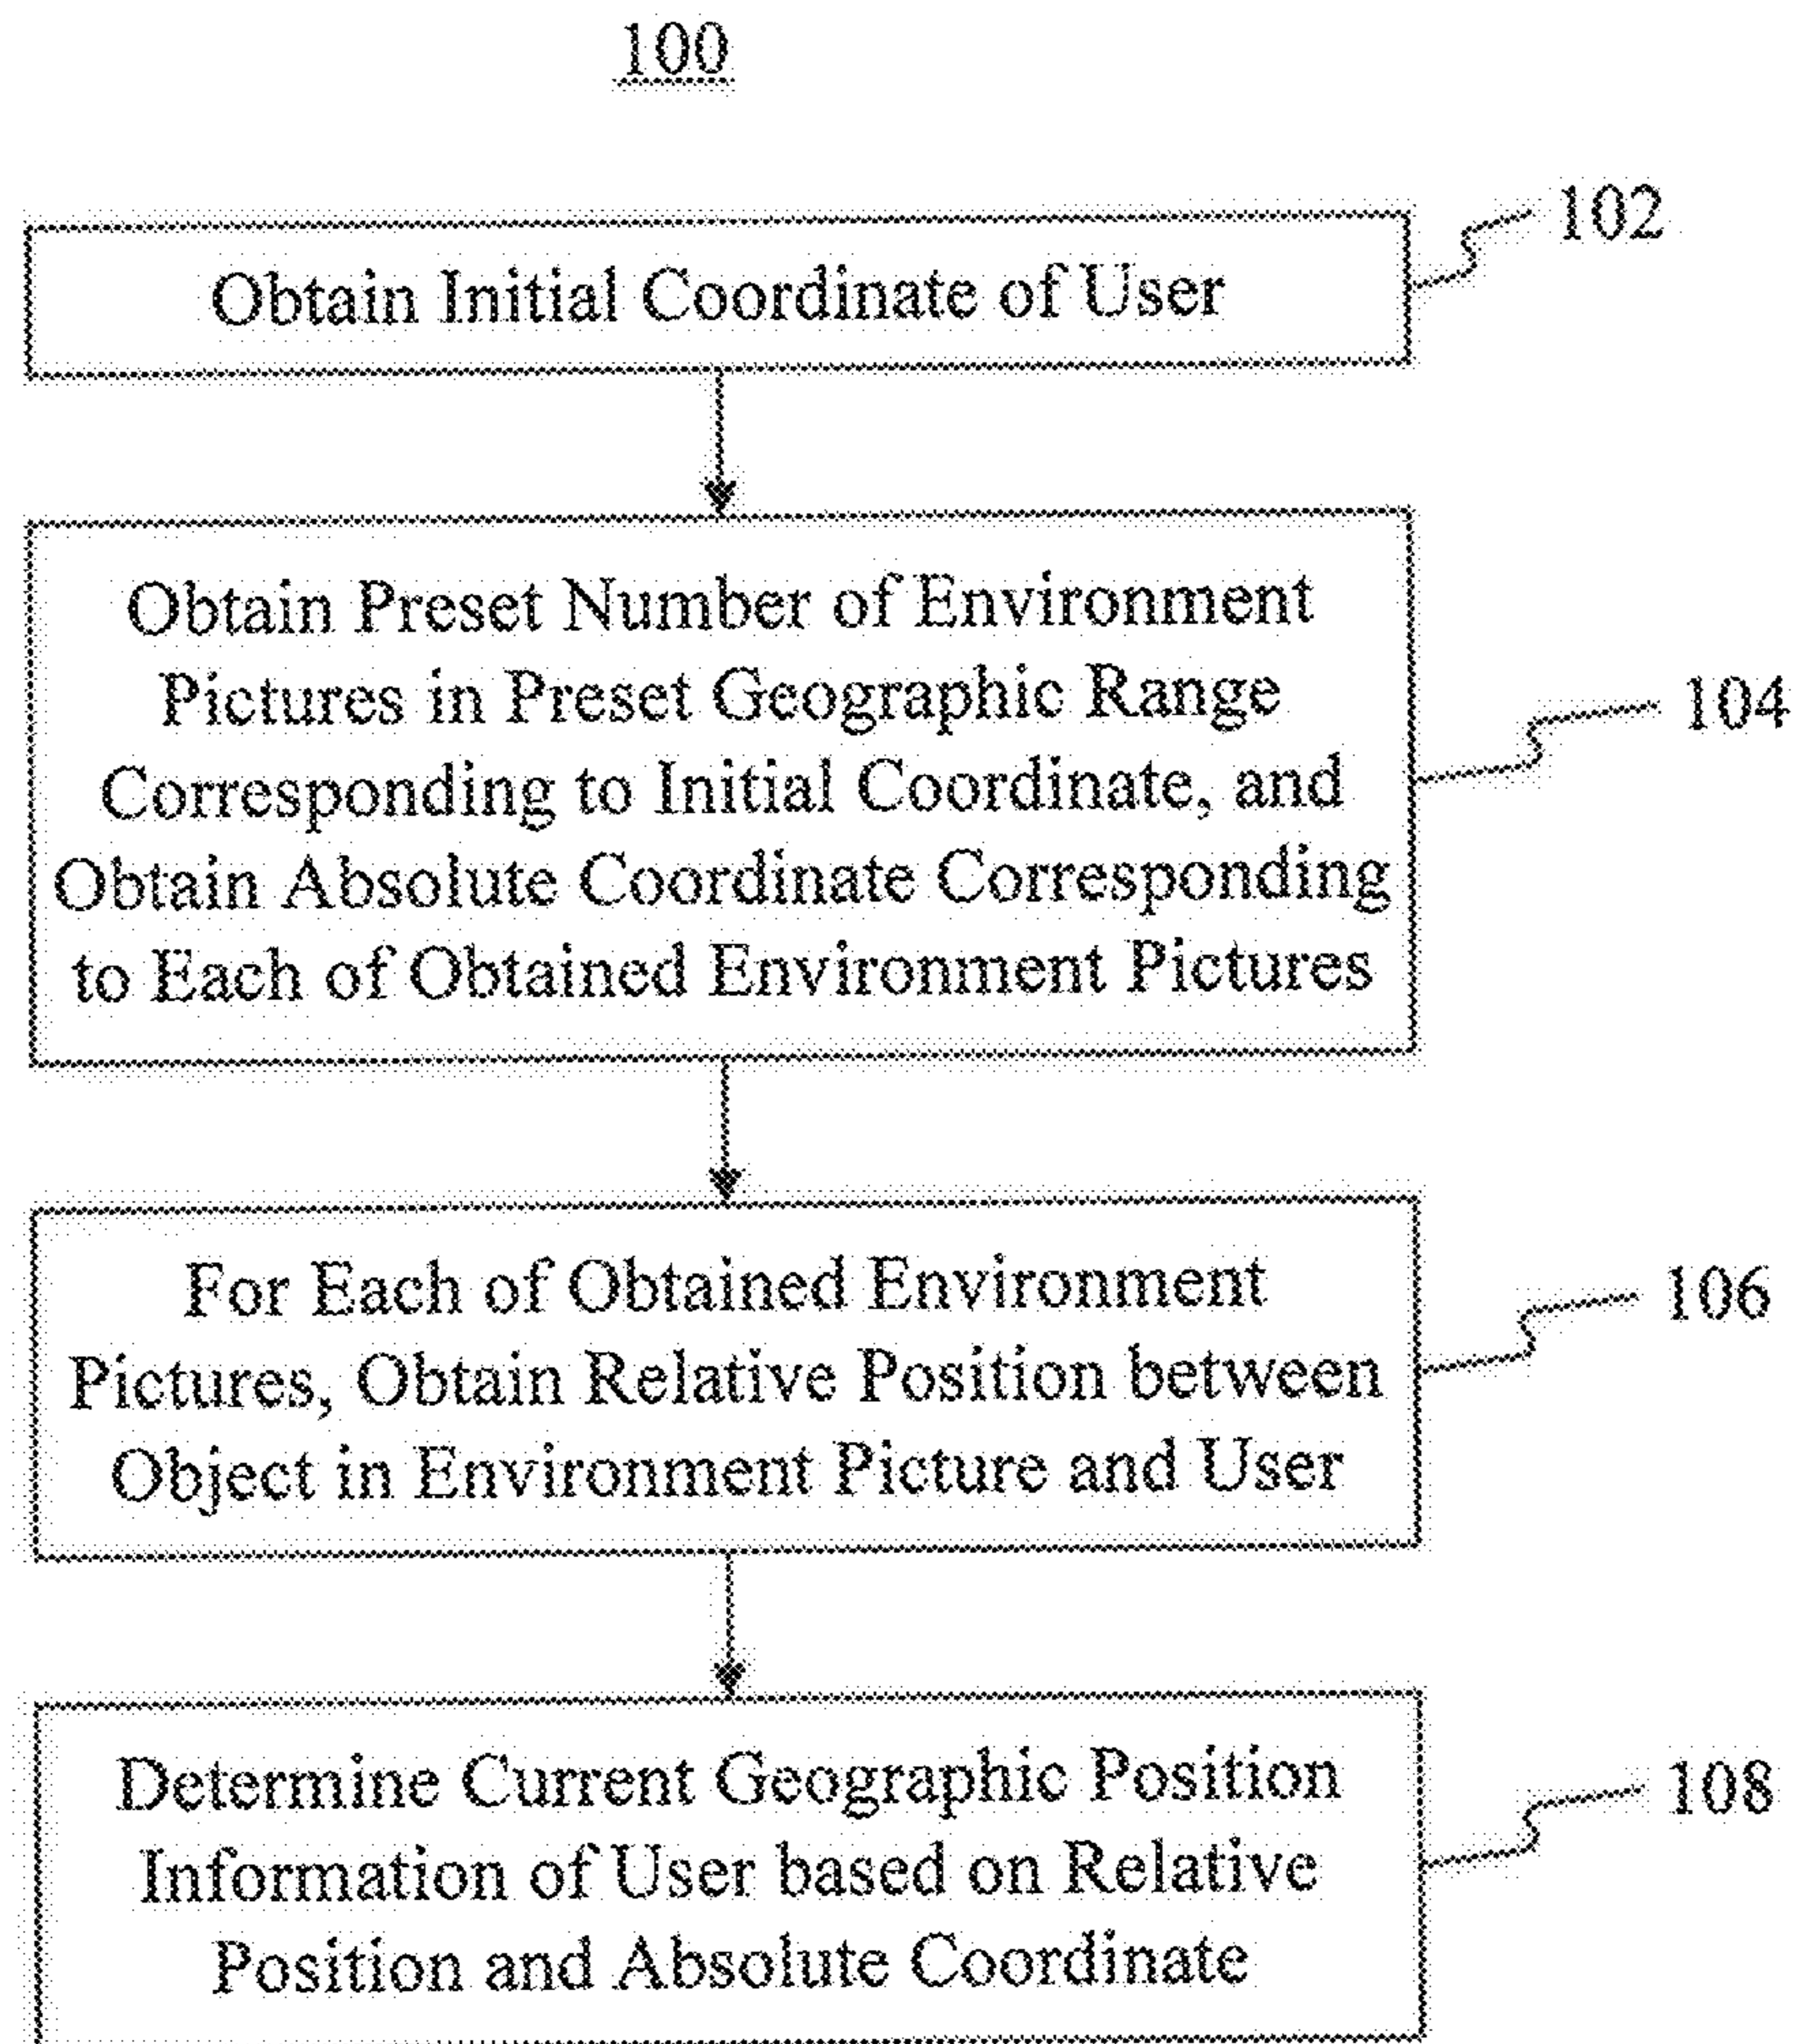 100
102
Obtain Initial Coordinate of User
Obtain Preset Number of Environment
Pictures in Preset Geographic Range
104
Corresponding to Initial Coordinate, and
Obtain Absolute Coordinate Corresponding
to Each of Obtained Environment Pictures
For Each of Obtained Environment
106
Pictures, Obtain Relative Position between
Object in Environment Picture and User
Determine Current Geographic Position
108
Information of User based on Relative
Position and Absolute Coordinate